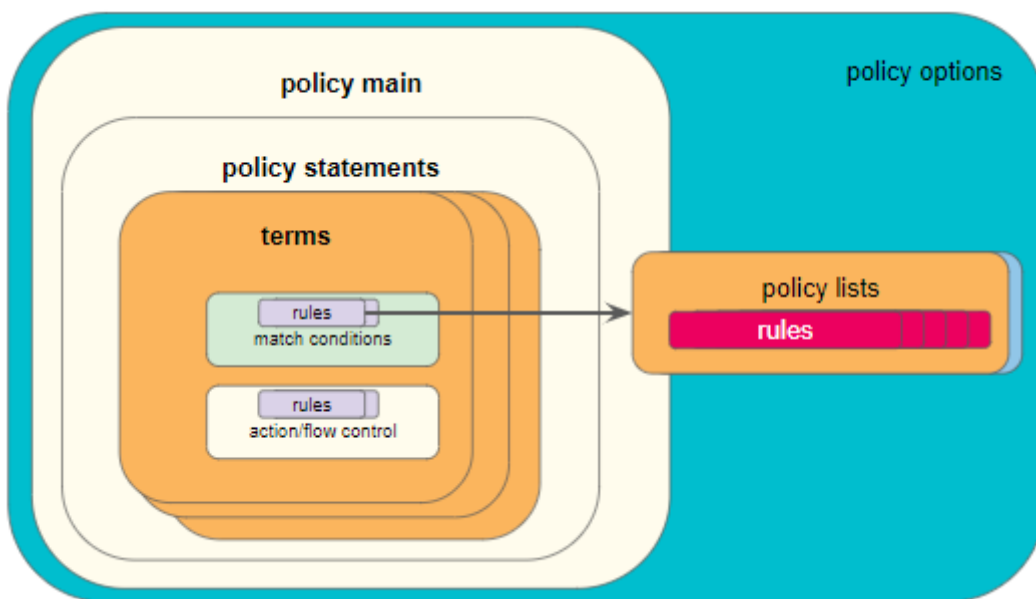 policy options
policy main
policy statements
terms
rules
match conditions
rules
action/flow control
policy lists
rules